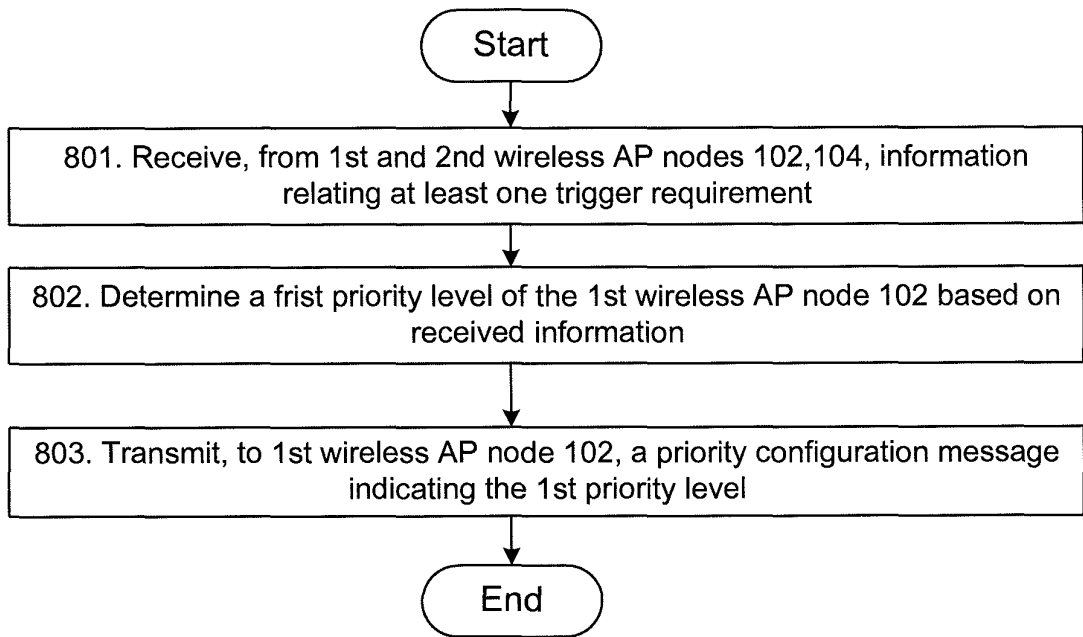 Start
801. Receive, from 1st and 2nd wireless AP nodes 102,104, information
relating at least one trigger requirement
802. Determine a frist priority level of the 1st wireless AP node 102 based on
received information
803. Transmit, to 1st wireless AP node 102, a priority configuration message
indicating the 1st priority level
End